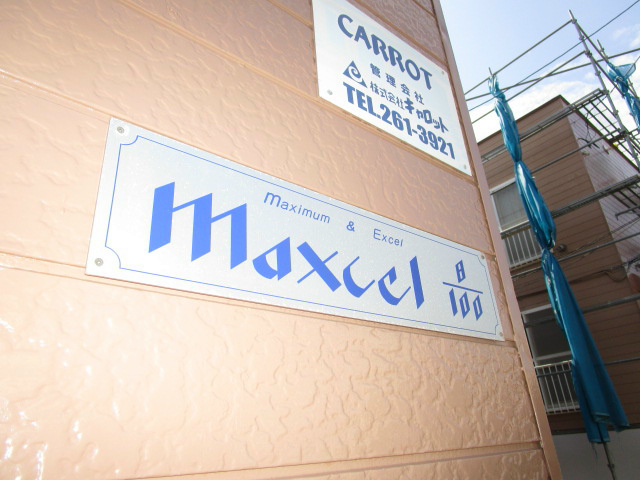 CARROT
管理会社
株式会社キャロット
TEL.261-3921
Maximum & Excel
Maxcel 8/100